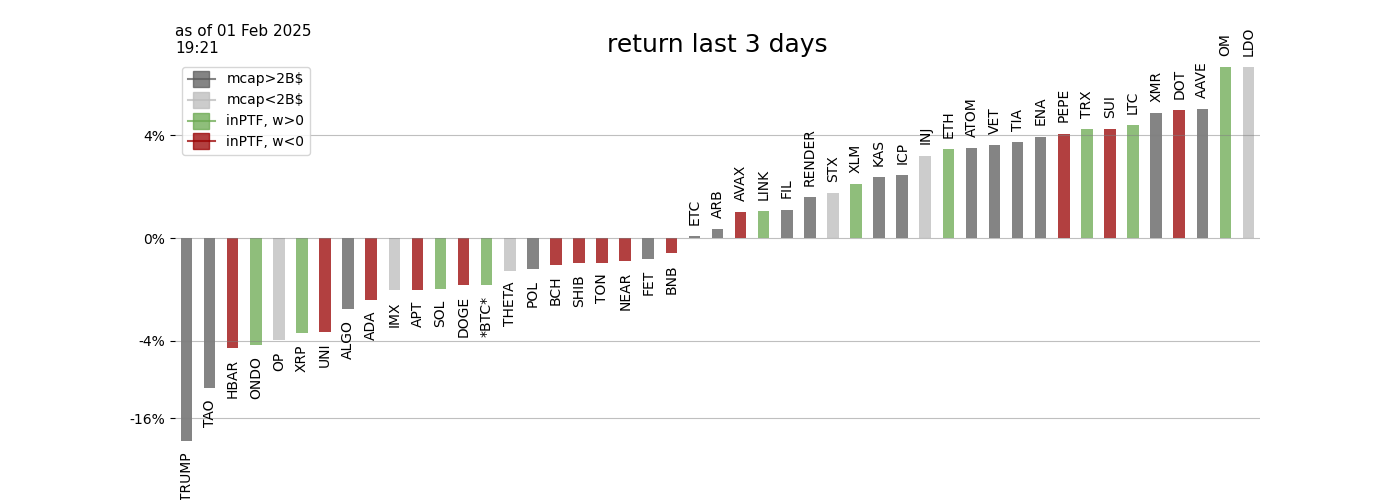 as of 01 Feb 2025
19:21
return last 3 days
mcap>2B$
mcap<2B$
inPTF, w>0
inPTF, w<0
4%
0%
-4%
-16%
TRUMP
TAO
HBAR
ONDO
OP
XRP
UNI
ALGO
ADA
IMX
APT
SOL
DOGE
*BTC*
THETA
POL
BCH
SHIB
TON
NEAR
FET
BNB
ETC
ARB
AVAX
LINK
FIL
RENDER
STX
XLM
KAS
ICP
INJ
ETH
ATOM
VET
TIA
ENA
PEPE
TRX
SUI
LTC
XMR
DOT
AAVE
OM
LDO